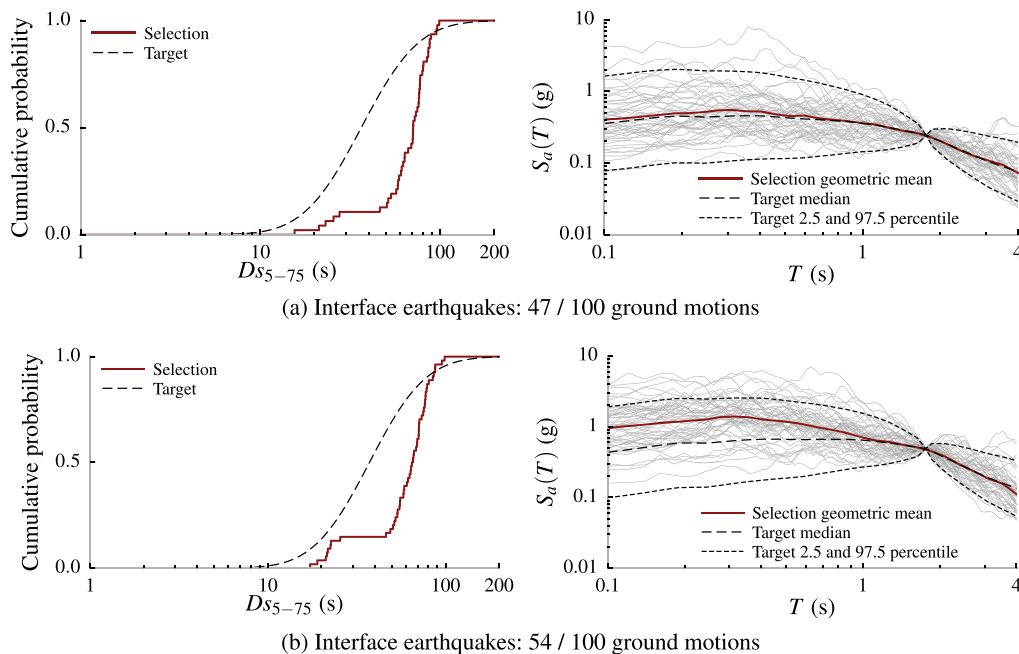 Cumulative probability
1.0
0.5
0.0
Selection
Target
1
10
100
200
Ds5−75 (s)
Sa(T) (g)
10
1
0.1
0.01
Selection geometric mean
Target median
Target 2.5 and 97.5 percentile
0.1
1
4
T (s)
(a) Interface earthquakes: 47 / 100 ground motions
Cumulative probability
1.0
0.5
0.0
Selection
Target
1
10
100
200
Ds5−75 (s)
Sa(T) (g)
10
1
0.1
0.01
Selection geometric mean
Target median
Target 2.5 and 97.5 percentile
0.1
1
4
T (s)
(b) Interface earthquakes: 54 / 100 ground motions